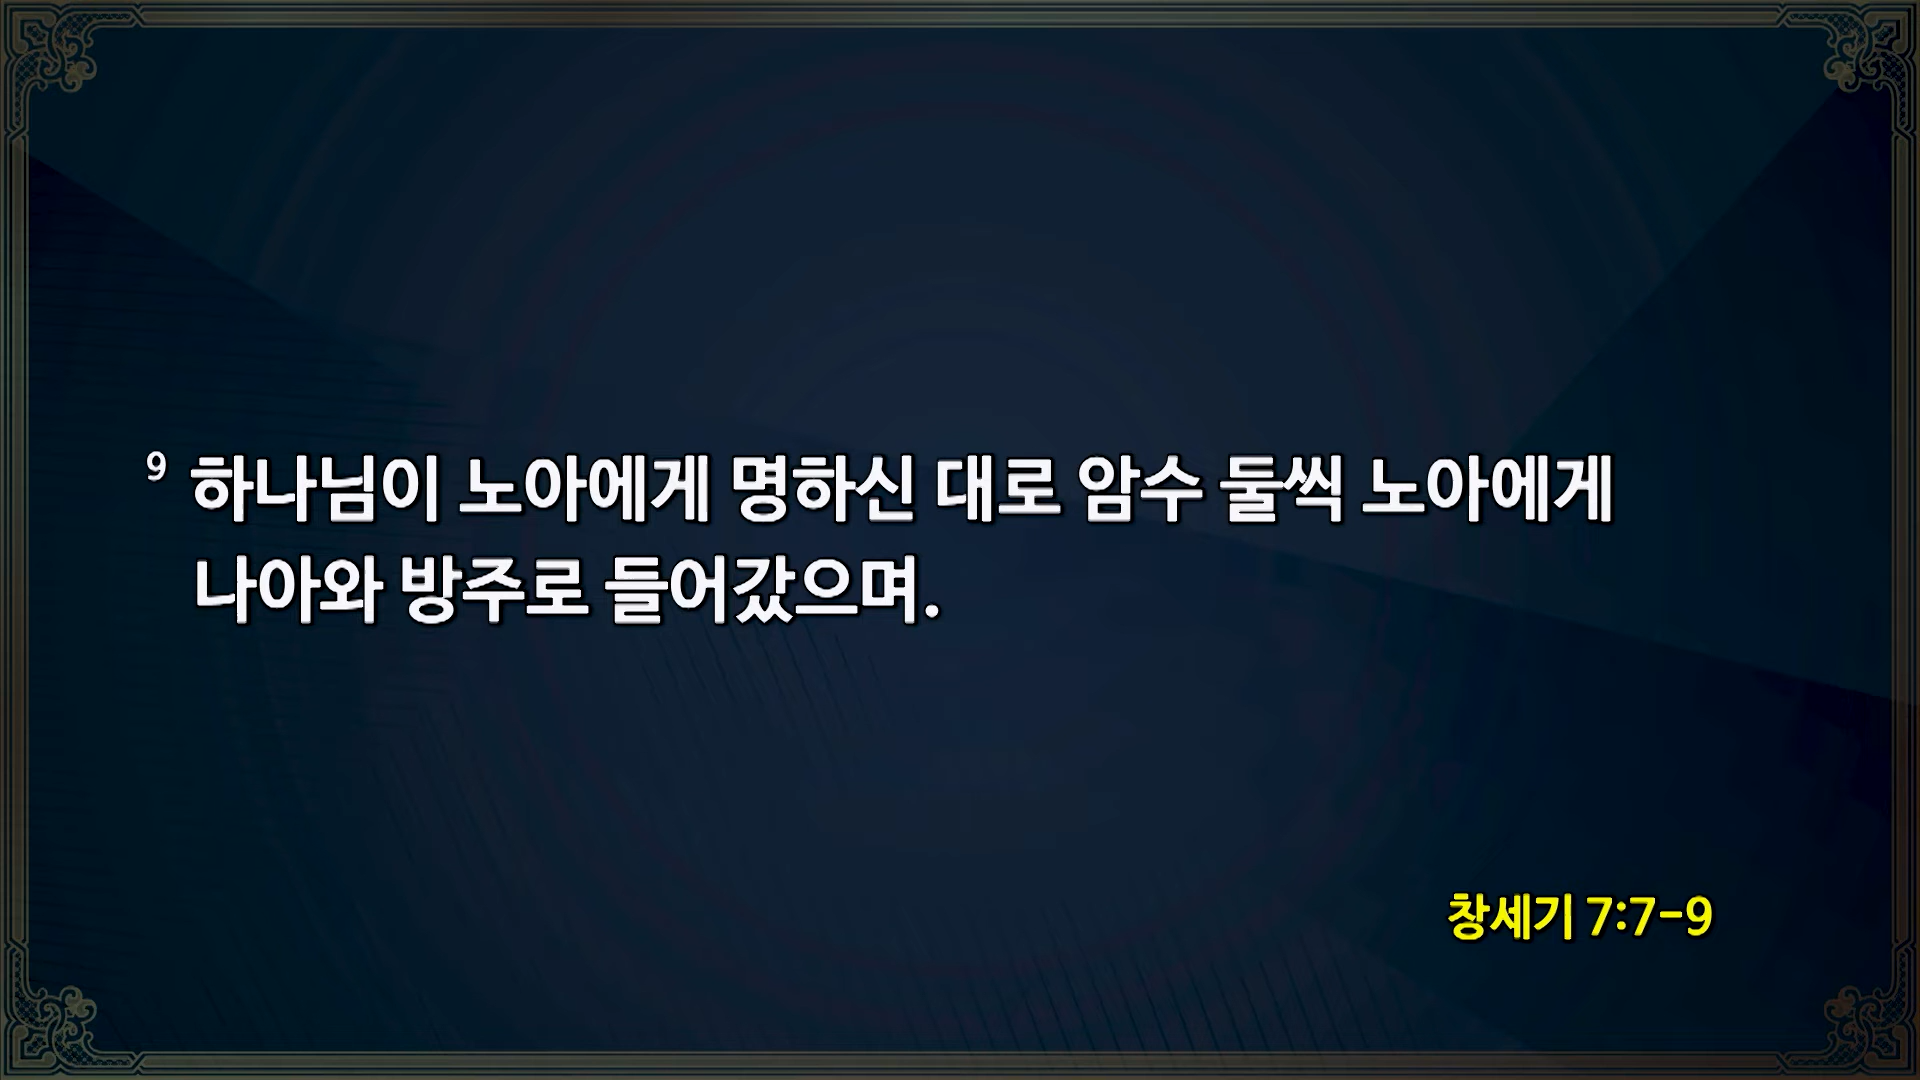 9 하나님이 노아에게 명하신 대로 암수 둘씩 노아에게
나아와 방주로 들어갔으며.
창세기 7:7-9